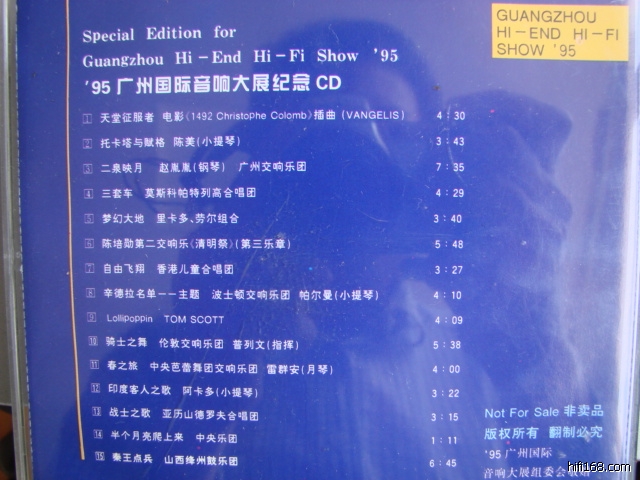 Special Edition for
Guangzhou Hi-End Hi-Fi Show '95
'95 广州国际音响大展纪念 CD
GUANGZHOU
HI-END HI-FI
SHOW '95
1 天堂征服者 电影《1492 Christophe Colomb》插曲 (VANGELIS) 4:30
2 托卡塔与赋格 陈美(小提琴) 3:43
3 二泉映月 赵胤胤(钢琴) 广州交响乐团 7:35
4 三套车 莫斯科帕特列高合唱团 4:29
5 梦幻大地 里卡多、劳尔组合 3:40
6 陈培勋第二交响乐《清明祭》(第三乐章) 5:48
7 自由飞翔 香港儿童合唱团 3:27
8 辛德拉名单——主题 波士顿交响乐团 帕尔曼(小提琴) 4:10
9 Lollipoppin TOM SCOTT 4:09
10 骑士之舞 伦敦交响乐团 普列文(指挥) 5:38
11 春之旅 中央芭蕾舞团交响乐团 雷群安(月琴) 4:00
12 印度客人之歌 阿卡多(小提琴) 3:22
13 战士之歌 亚历山德罗夫合唱团 3:15
14 半个月亮爬上来 中央乐团 1:11
15 秦王点兵 山西绛州鼓乐团 6:45
Not For Sale 非卖品
版权所有 翻制必究
'95 广州国际
音响大展组委会
hifi168.com